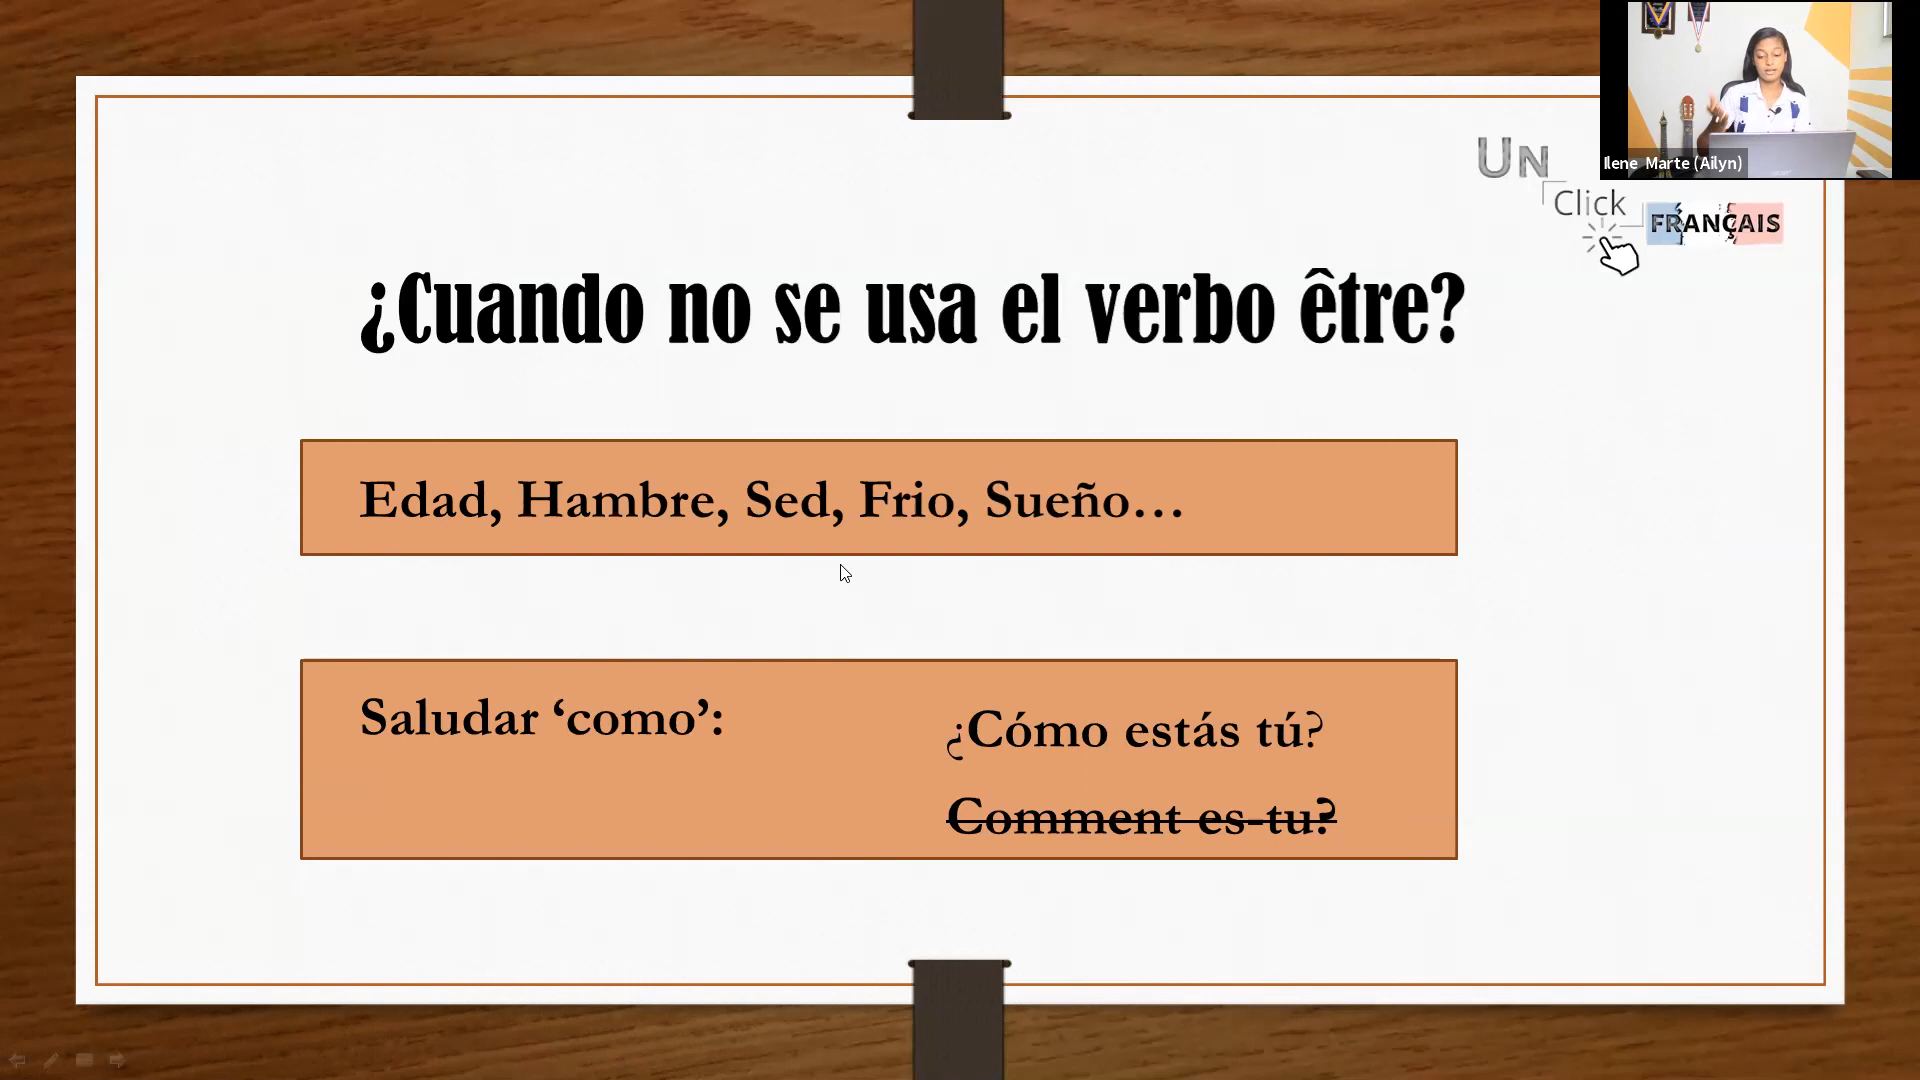 Ilene Marte (Ailyn)
UN
Click
FRANÇAIS
¿Cuando no se usa el verbo être?
Edad, Hambre, Sed, Frio, Sueño…
Saludar ‘como’:
¿Cómo estás tú?
Comment es-tu?